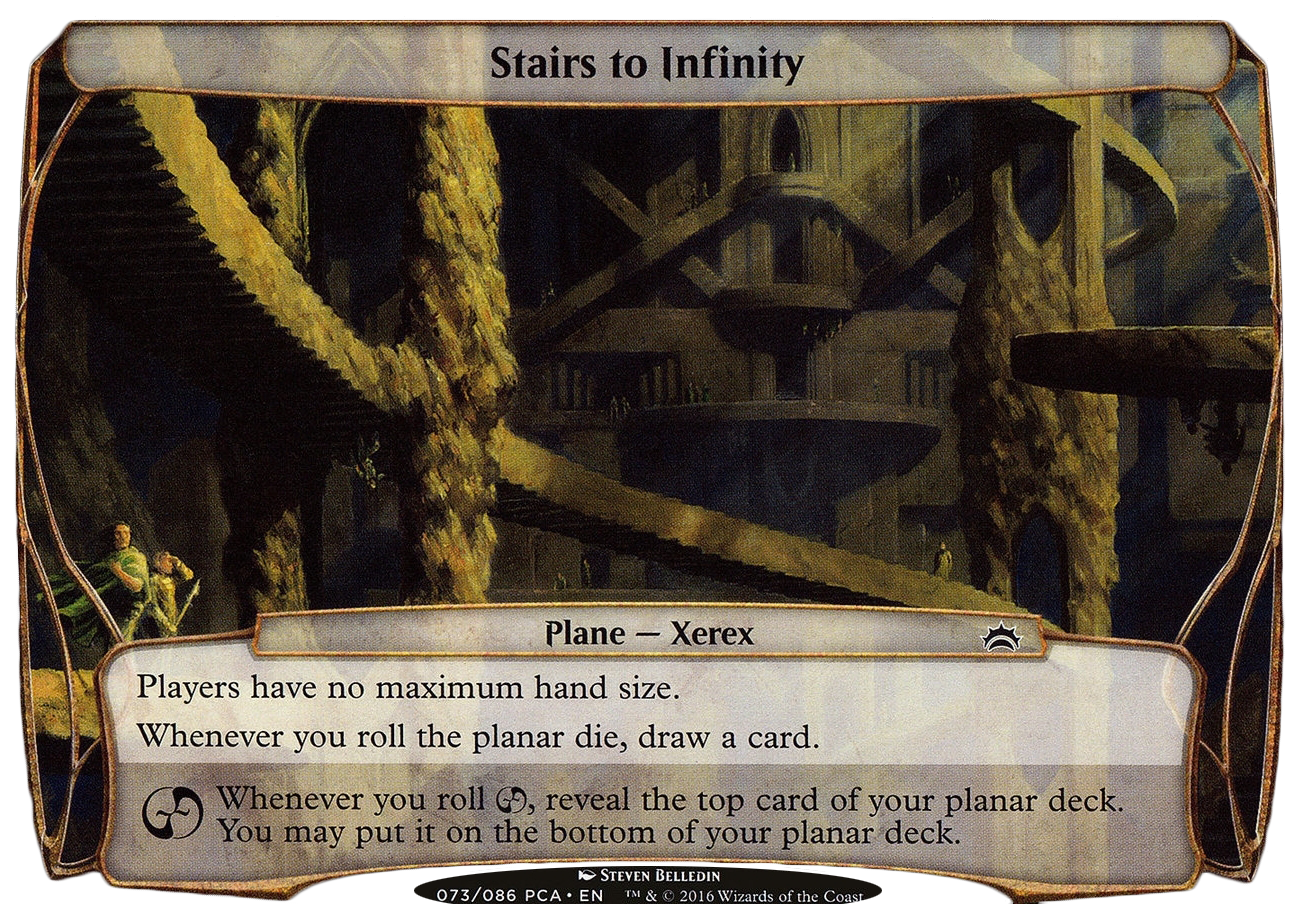 Stairs to Infinity
Plane — Xerex
Players have no maximum hand size.
Whenever you roll the planar die, draw a card.
Whenever you roll , reveal the top card of your planar deck.
You may put it on the bottom of your planar deck.
Steven Belledin
073/086 PCA • EN ™ & © 2016 Wizards of the Coast